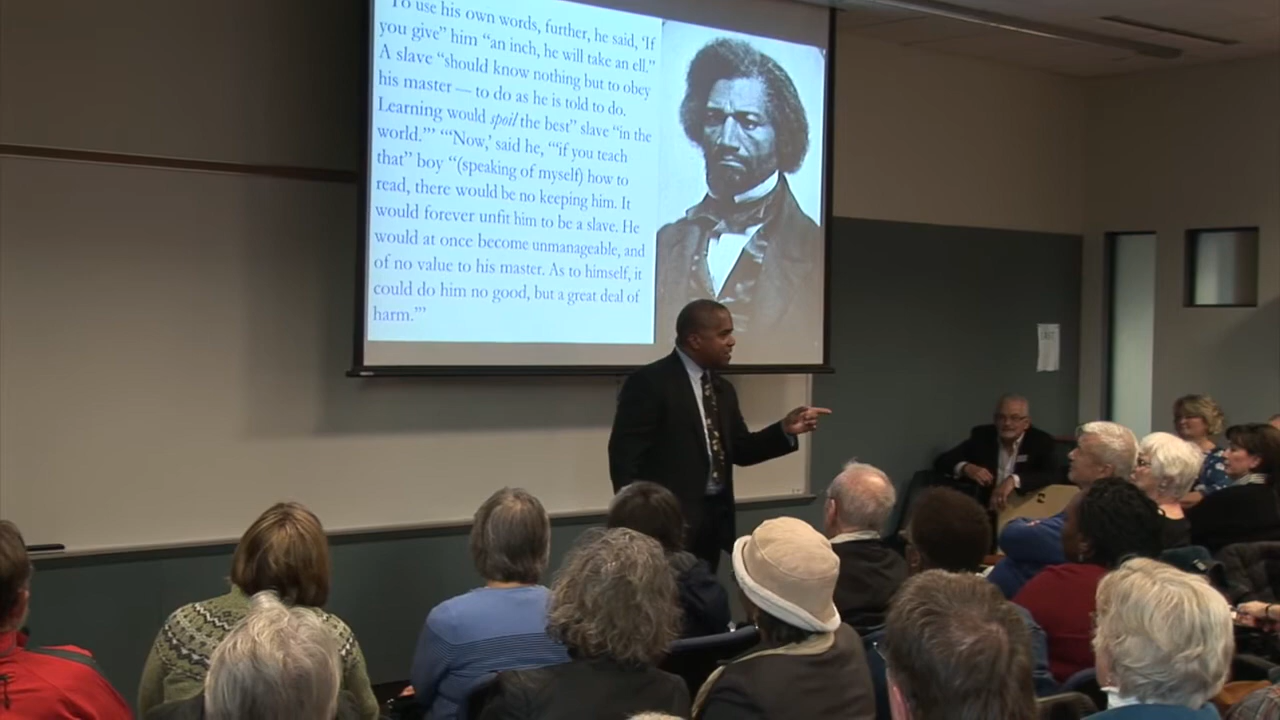 To use his own words, further, he said, ‘If
you give” him “an inch, he will take an ell.”
A slave “should know nothing but to obey
his master — to do as he is told to do.
Learning would spoil the best” slave “in the
world.”’ “‘Now,’ said he, “‘if you teach
that” boy “(speaking of myself) how to
read, there would be no keeping him. It
would forever unfit him to be a slave. He
would at once become unmanageable, and
of no value to his master. As to himself, it
could do him no good, but a great deal of
harm.”’